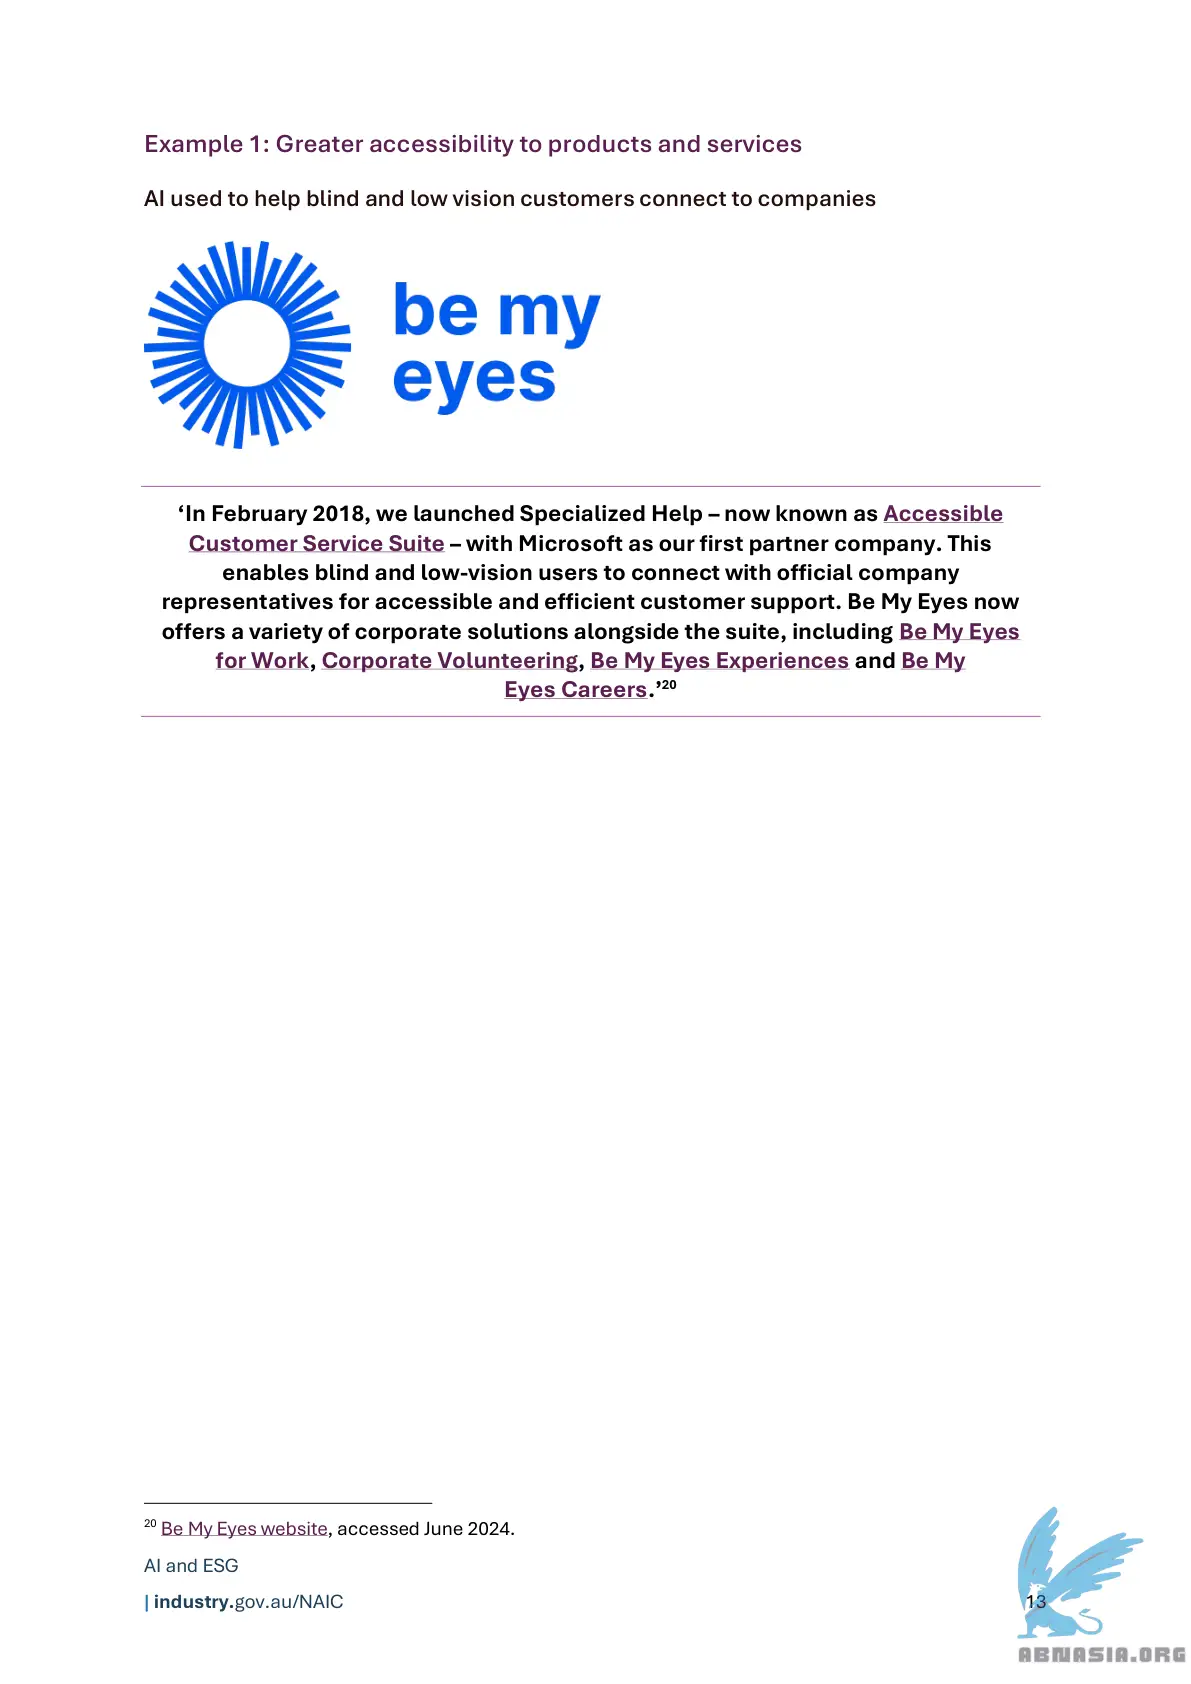 Example 1: Greater accessibility to products and services
AI used to help blind and low vision customers connect to companies
be my
eyes
‘In February 2018, we launched Specialized Help – now known as Accessible
Customer Service Suite – with Microsoft as our first partner company. This
enables blind and low-vision users to connect with official company
representatives for accessible and efficient customer support. Be My Eyes now
offers a variety of corporate solutions alongside the suite, including Be My Eyes
for Work, Corporate Volunteering, Be My Eyes Experiences and Be My
Eyes Careers.’20
20 Be My Eyes website, accessed June 2024.
AI and ESG
| industry.gov.au/NAIC
13
ABNASIA.ORG